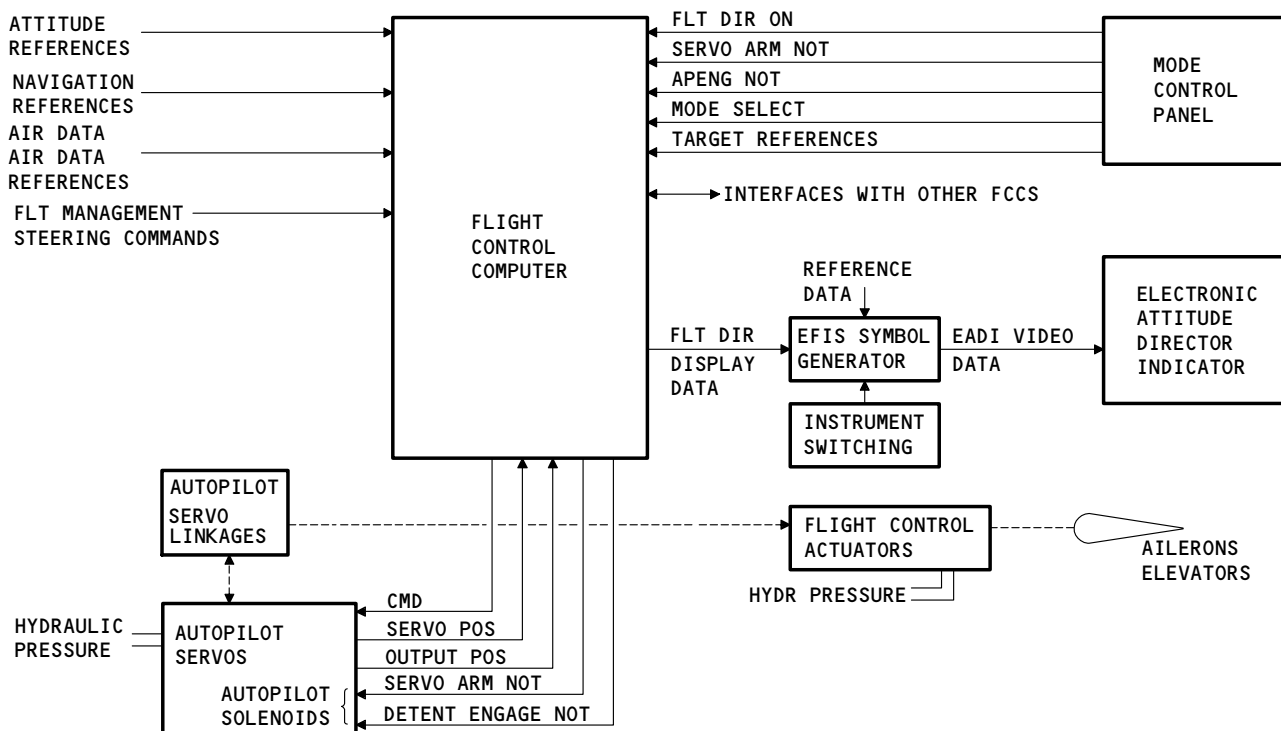 ATTITUDE
REFERENCES
NAVIGATION
REFERENCES
AIR DATA
AIR DATA
REFERENCES
FLT MANAGEMENT
STEERING COMMANDS
FLIGHT
CONTROL
COMPUTER
FLT DIR ON
SERVO ARM NOT
APENG NOT
MODE SELECT
TARGET REFERENCES
MODE
CONTROL
PANEL
INTERFACES WITH OTHER FCCS
REFERENCE
DATA
FLT DIR
DISPLAY
DATA
EFIS SYMBOL
GENERATOR
EADI VIDEO
DATA
ELECTRONIC
ATTITUDE
DIRECTOR
INDICATOR
INSTRUMENT
SWITCHING
AUTOPILOT
SERVO
LINKAGES
FLIGHT CONTROL
ACTUATORS
AILERONS
ELEVATORS
HYDR PRESSURE
HYDRAULIC
PRESSURE
AUTOPILOT
SERVOS
AUTOPILOT
SOLENOIDS
CMD
SERVO POS
OUTPUT POS
SERVO ARM NOT
DETENT ENGAGE NOT